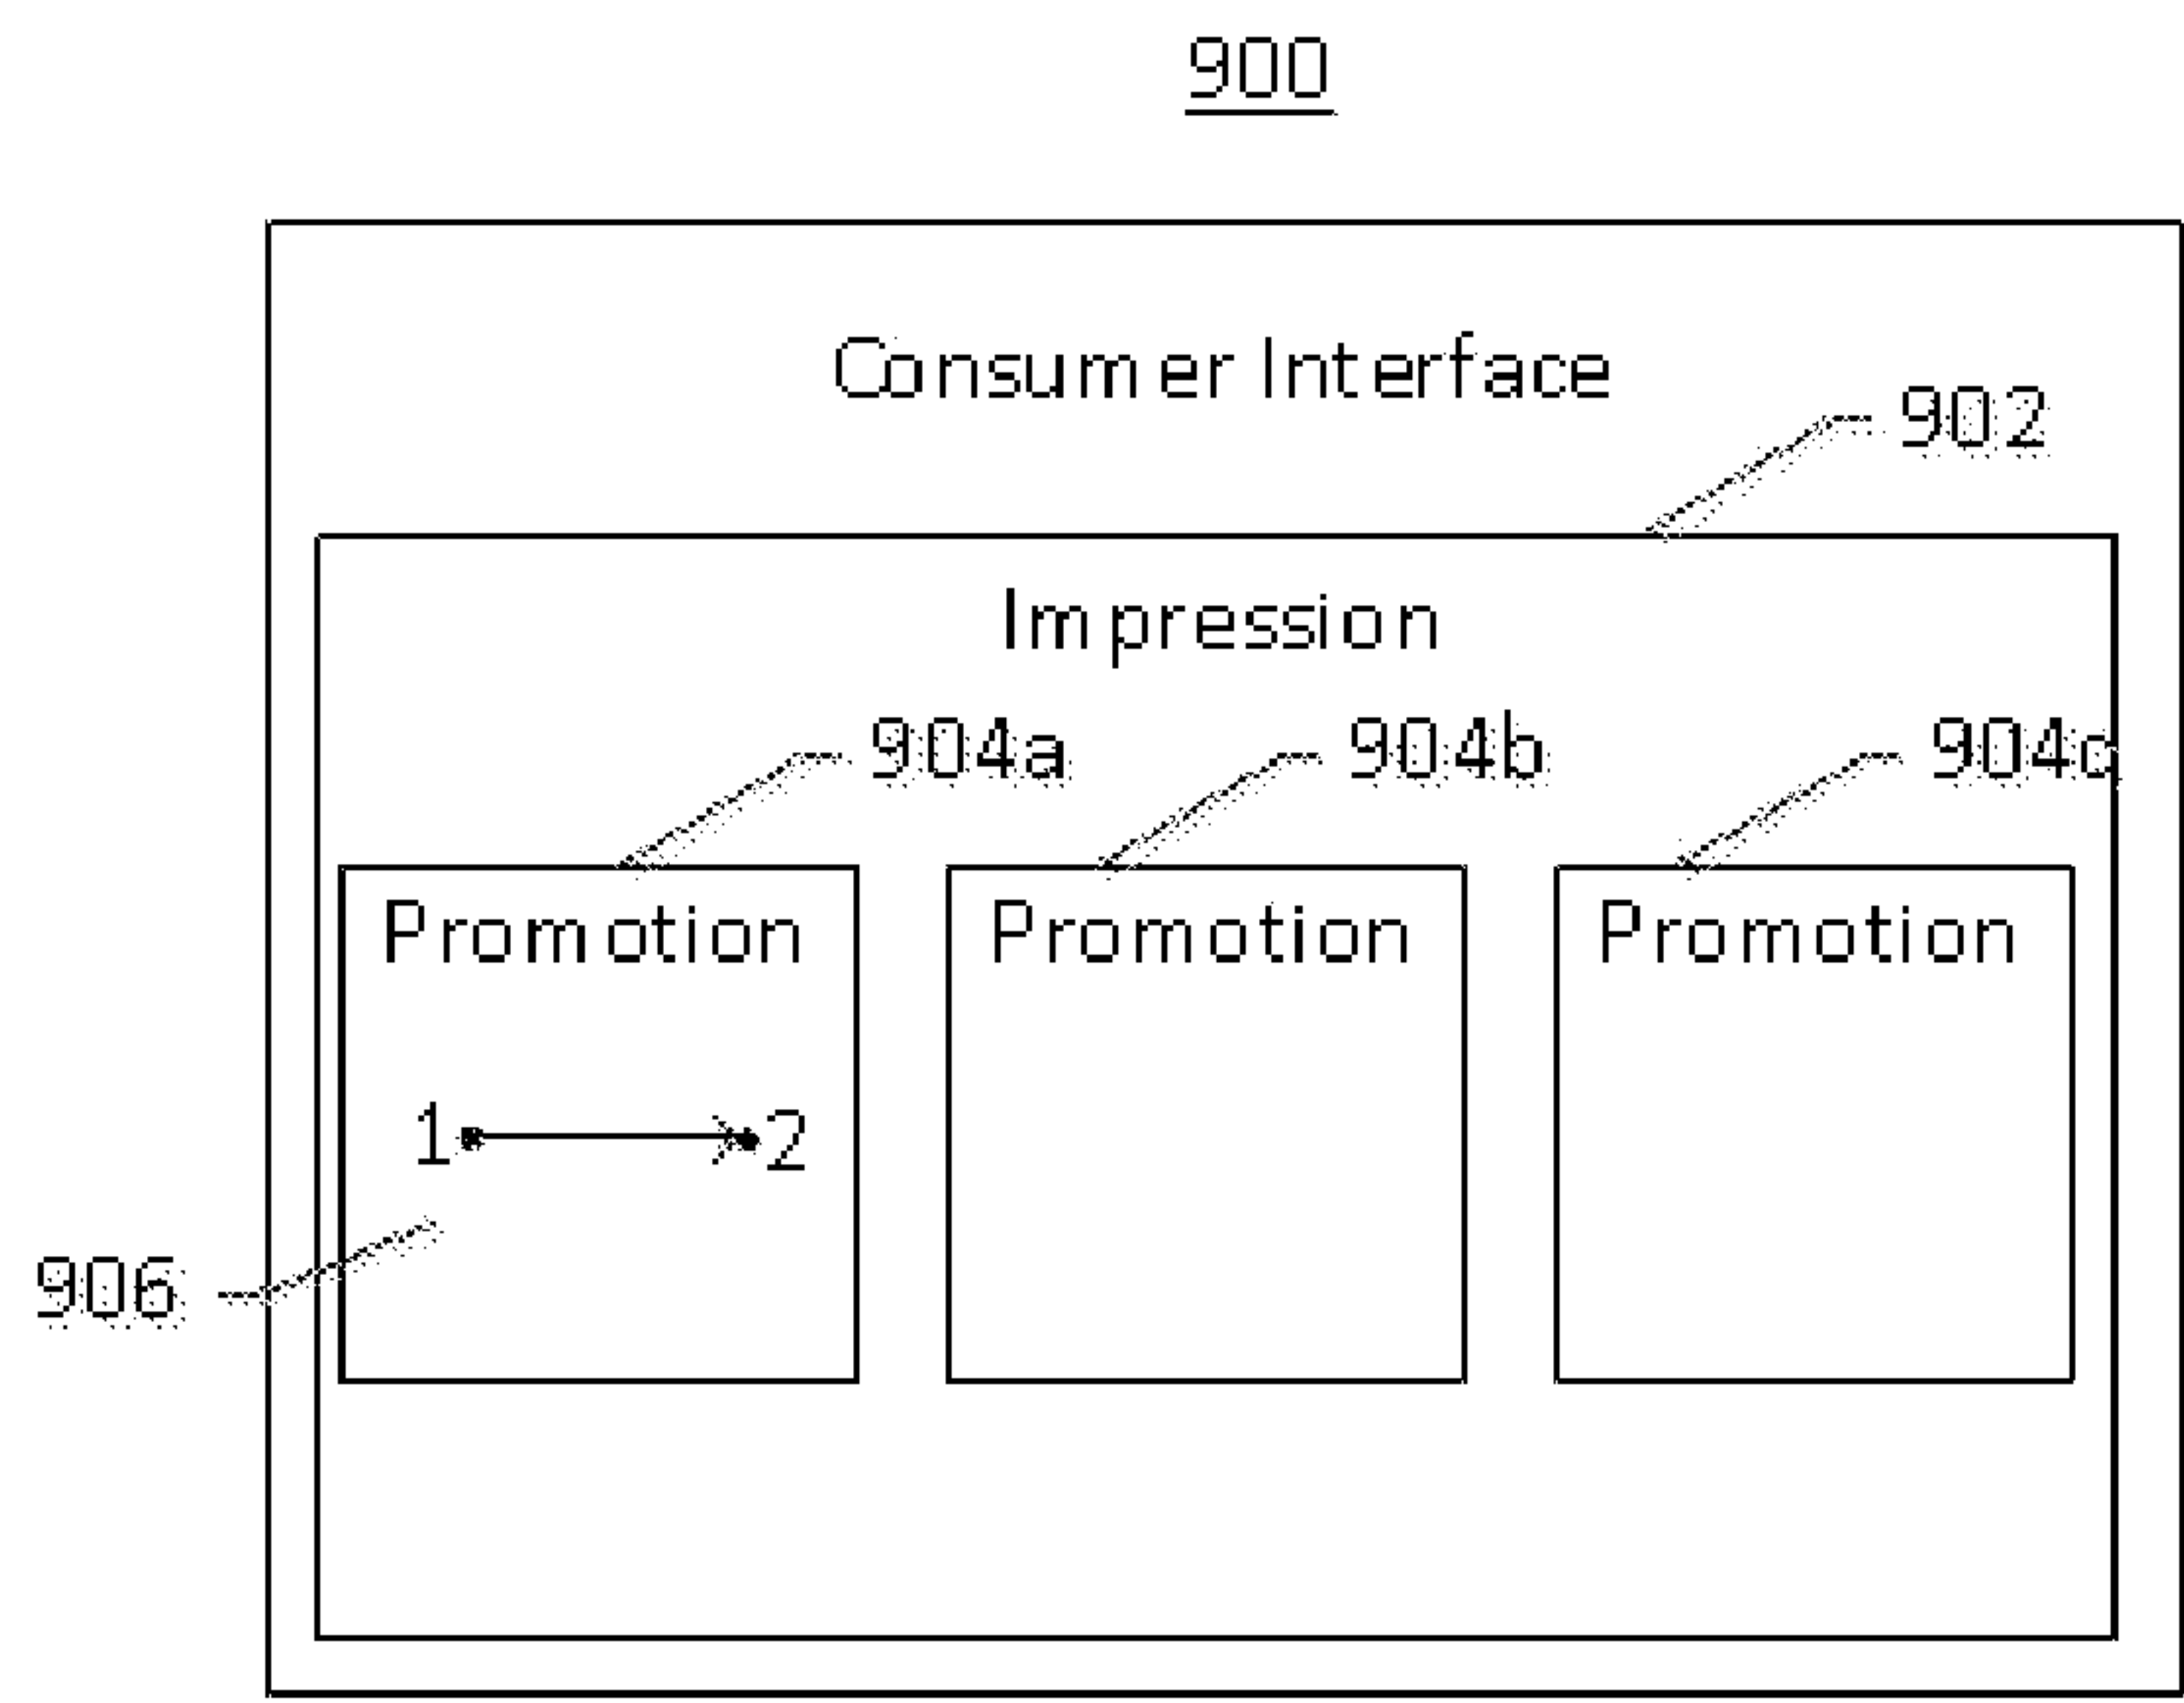 900
Consumer Interface
902
Impression
904a 904b 904c
Promotion Promotion Promotion
1 2
906